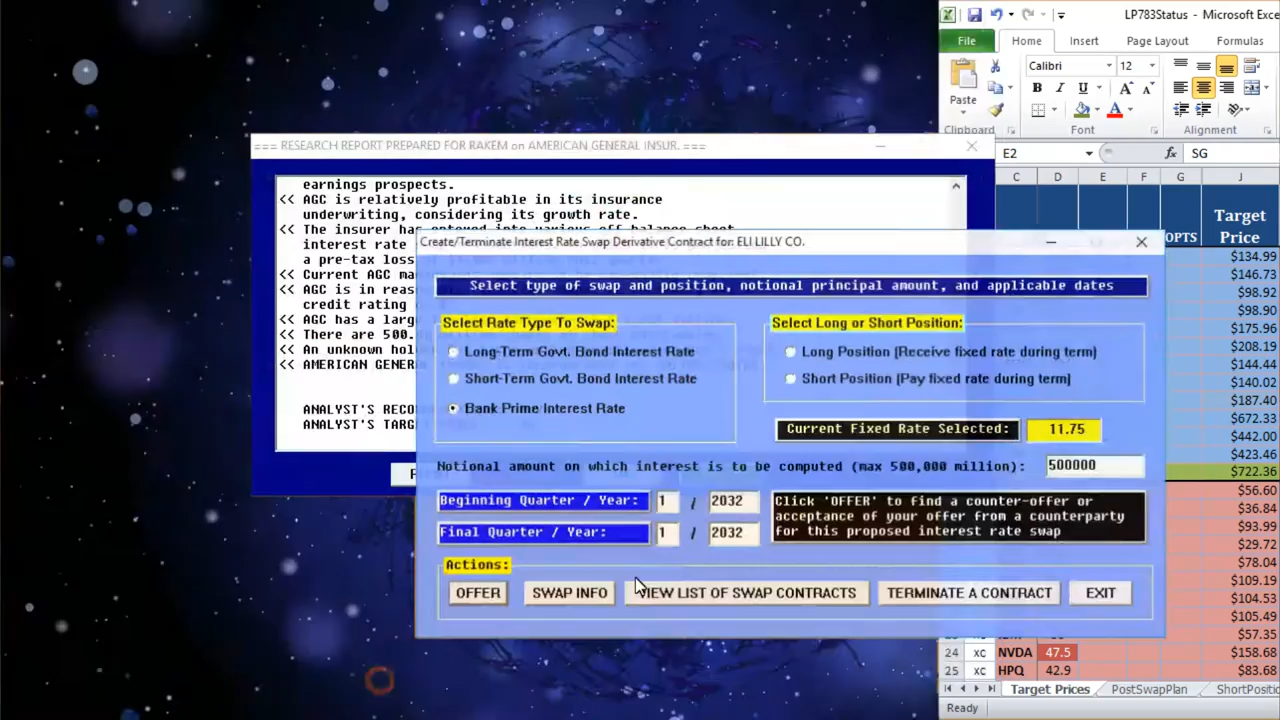 LP783Status - Microsoft Exce
File
Home
Insert
Page Layout
Formulas
Calibri
12
Paste
B I U
Clipboard
Font
Alignment
E2
fx
SG
C D E F G J
=== RESEARCH REPORT PREPARED FOR RAKEM on AMERICAN GENERAL INSUR. ===
earnings prospects.
<< AGC is relatively profitable in its insurance
underwriting, considering its growth rate.
<< The insurer has entered into various off-balance sheet
interest rate
a pre-tax loss
<< Current AGC ma
<< AGC is in reas
credit rating
<< AGC has a larg
<< There are 500.
<< An unknown hol
<< AMERICAN GENER
ANALYST'S RECO
ANALYST'S TARG
Create/Terminate Interest Rate Swap Derivative Contract for: ELI LILLY CO.
Select type of swap and position, notional principal amount, and applicable dates
Select Rate Type To Swap:
Long-Term Govt. Bond Interest Rate
Short-Term Govt. Bond Interest Rate
Bank Prime Interest Rate
Select Long or Short Position:
Long Position (Receive fixed rate during term)
Short Position (Pay fixed rate during term)
Current Fixed Rate Selected: 11.75
Notional amount on which interest is to be computed (max 500,000 million): 500000
Beginning Quarter / Year: 1 / 2032
Final Quarter / Year: 1 / 2032
Click 'OFFER' to find a counter-offer or
acceptance of your offer from a counterparty
for this proposed interest rate swap
Actions:
OFFER
SWAP INFO
VIEW LIST OF SWAP CONTRACTS
TERMINATE A CONTRACT
EXIT
OPTS
Target
Price
$134.99
$146.73
$98.92
$98.90
$175.96
$208.19
$144.44
$140.02
$187.40
$672.33
$442.00
$423.46
$722.36
$56.60
$36.84
$93.99
$29.72
$78.04
$109.19
$104.53
$105.49
$57.35
24 xc NVDA 47.5 $158.68
25 xc HPQ 42.9 $83.68
Target Prices
PostSwapPlan
ShortPositio
Ready